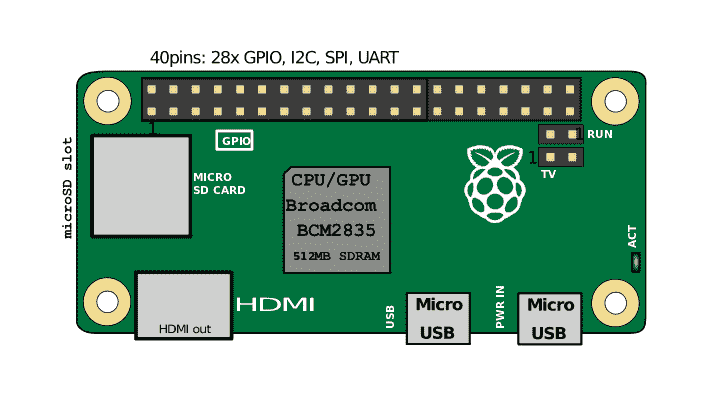 40pins: 28x GPIO, I2C, SPI, UART
microSD slot
GPIO
1 RUN
1
TV
MICRO
SD CARD
CPU/GPU
Broadcom
BCM2835
512MB SDRAM
ACT
HDMI
HDMI out
USB
Micro
USB
PWR IN
Micro
USB